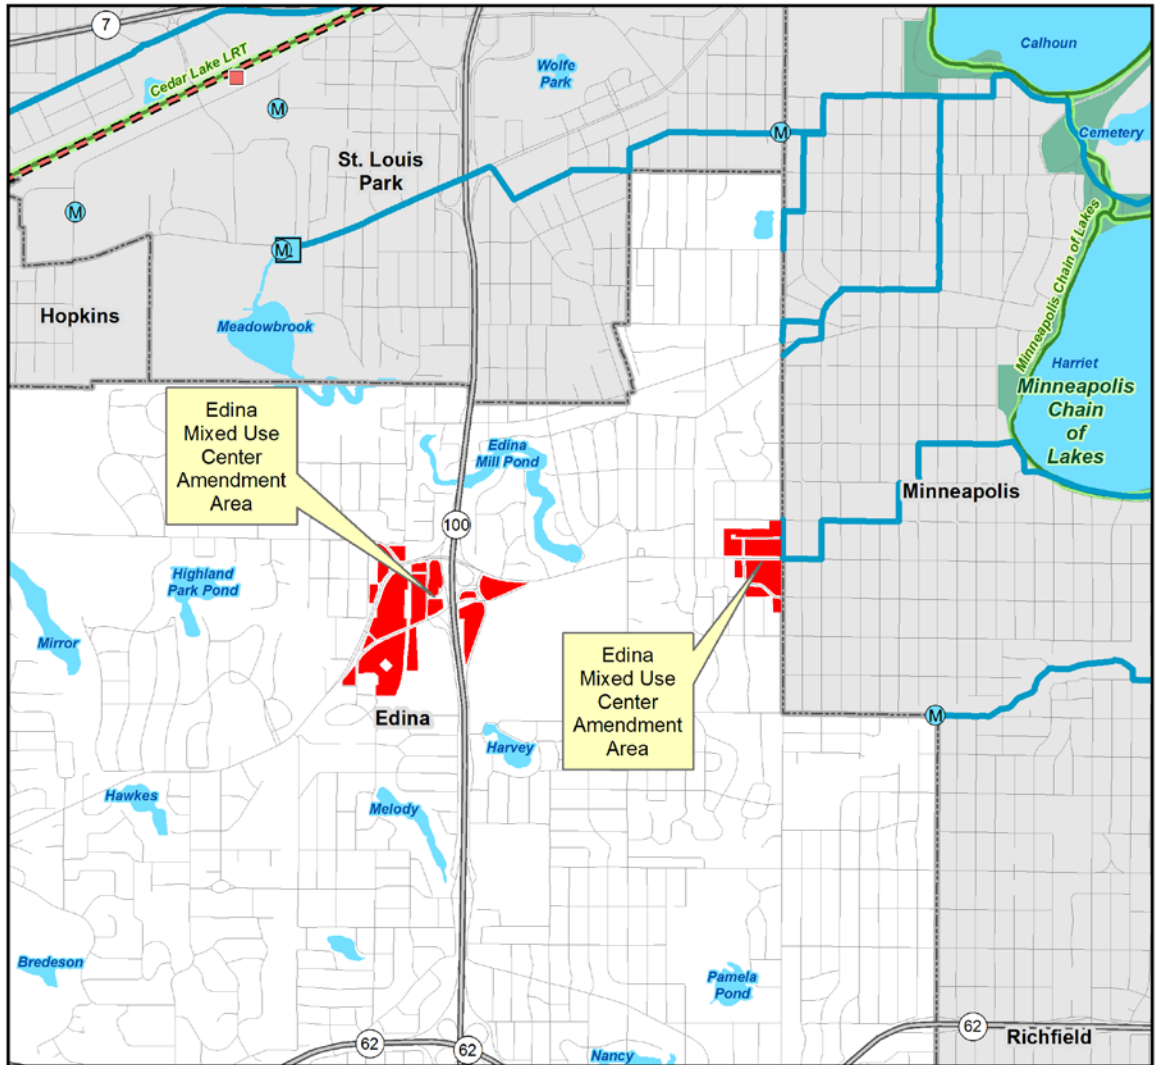 7
Cedar Lake LRT
Calhoun
Wolfe
Park
M
M
Cemetery
St. Louis
Park
M
M
Minneapolis Chain of Lakes
Hopkins
Meadowbrook
Harriet
Minneapolis
Chain
of
Lakes
Edina
Mixed Use
Center
Amendment
Area
Edina
Mill Pond
Minneapolis
100
Highland
Park Pond
Mirror
Edina
Mixed Use
Center
Amendment
Area
Edina
M
Harvey
Hawkes
Melody
Bredeson
Pamela
Pond
62
62
62
Richfield
Nancy